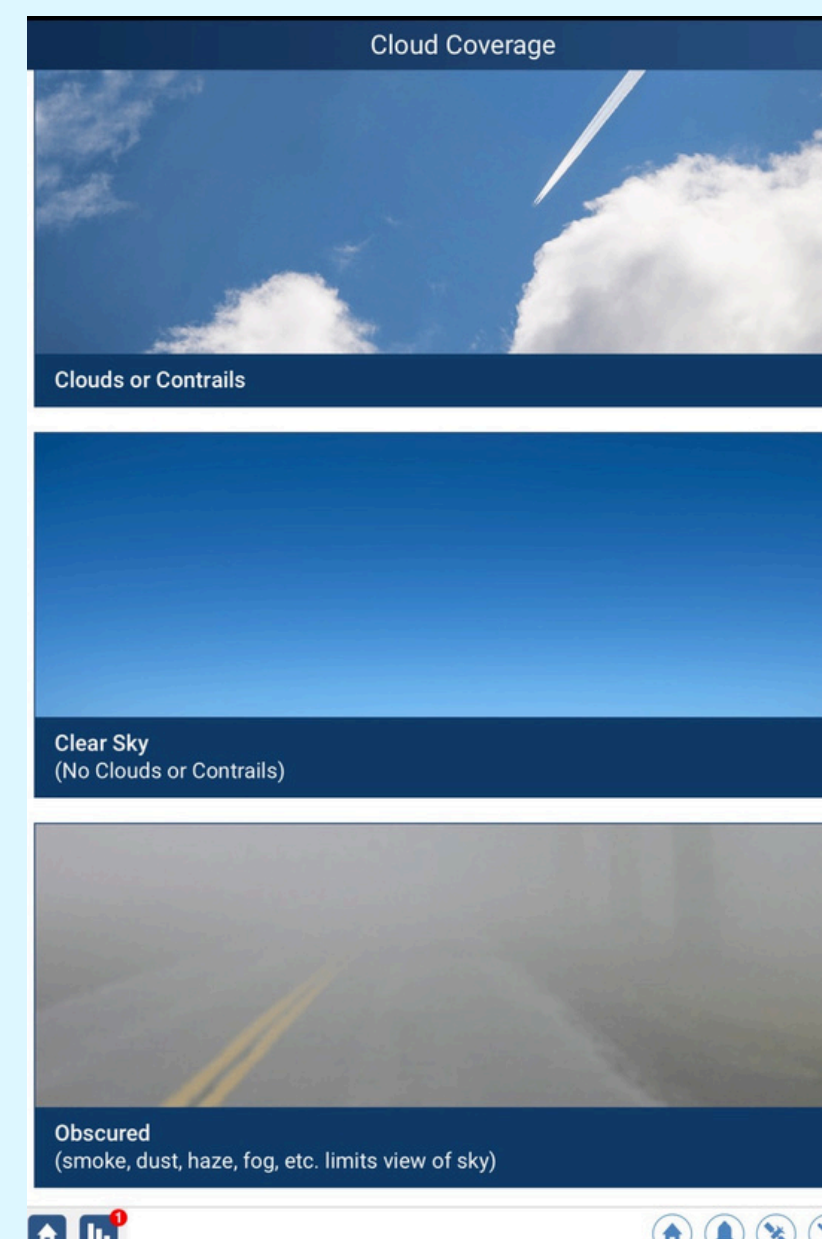 Cloud Coverage
Clouds or Contrails
Clear Sky
(No Clouds or Contrails)
Obscured
(smoke, dust, haze, fog, etc. limits view of sky)
1